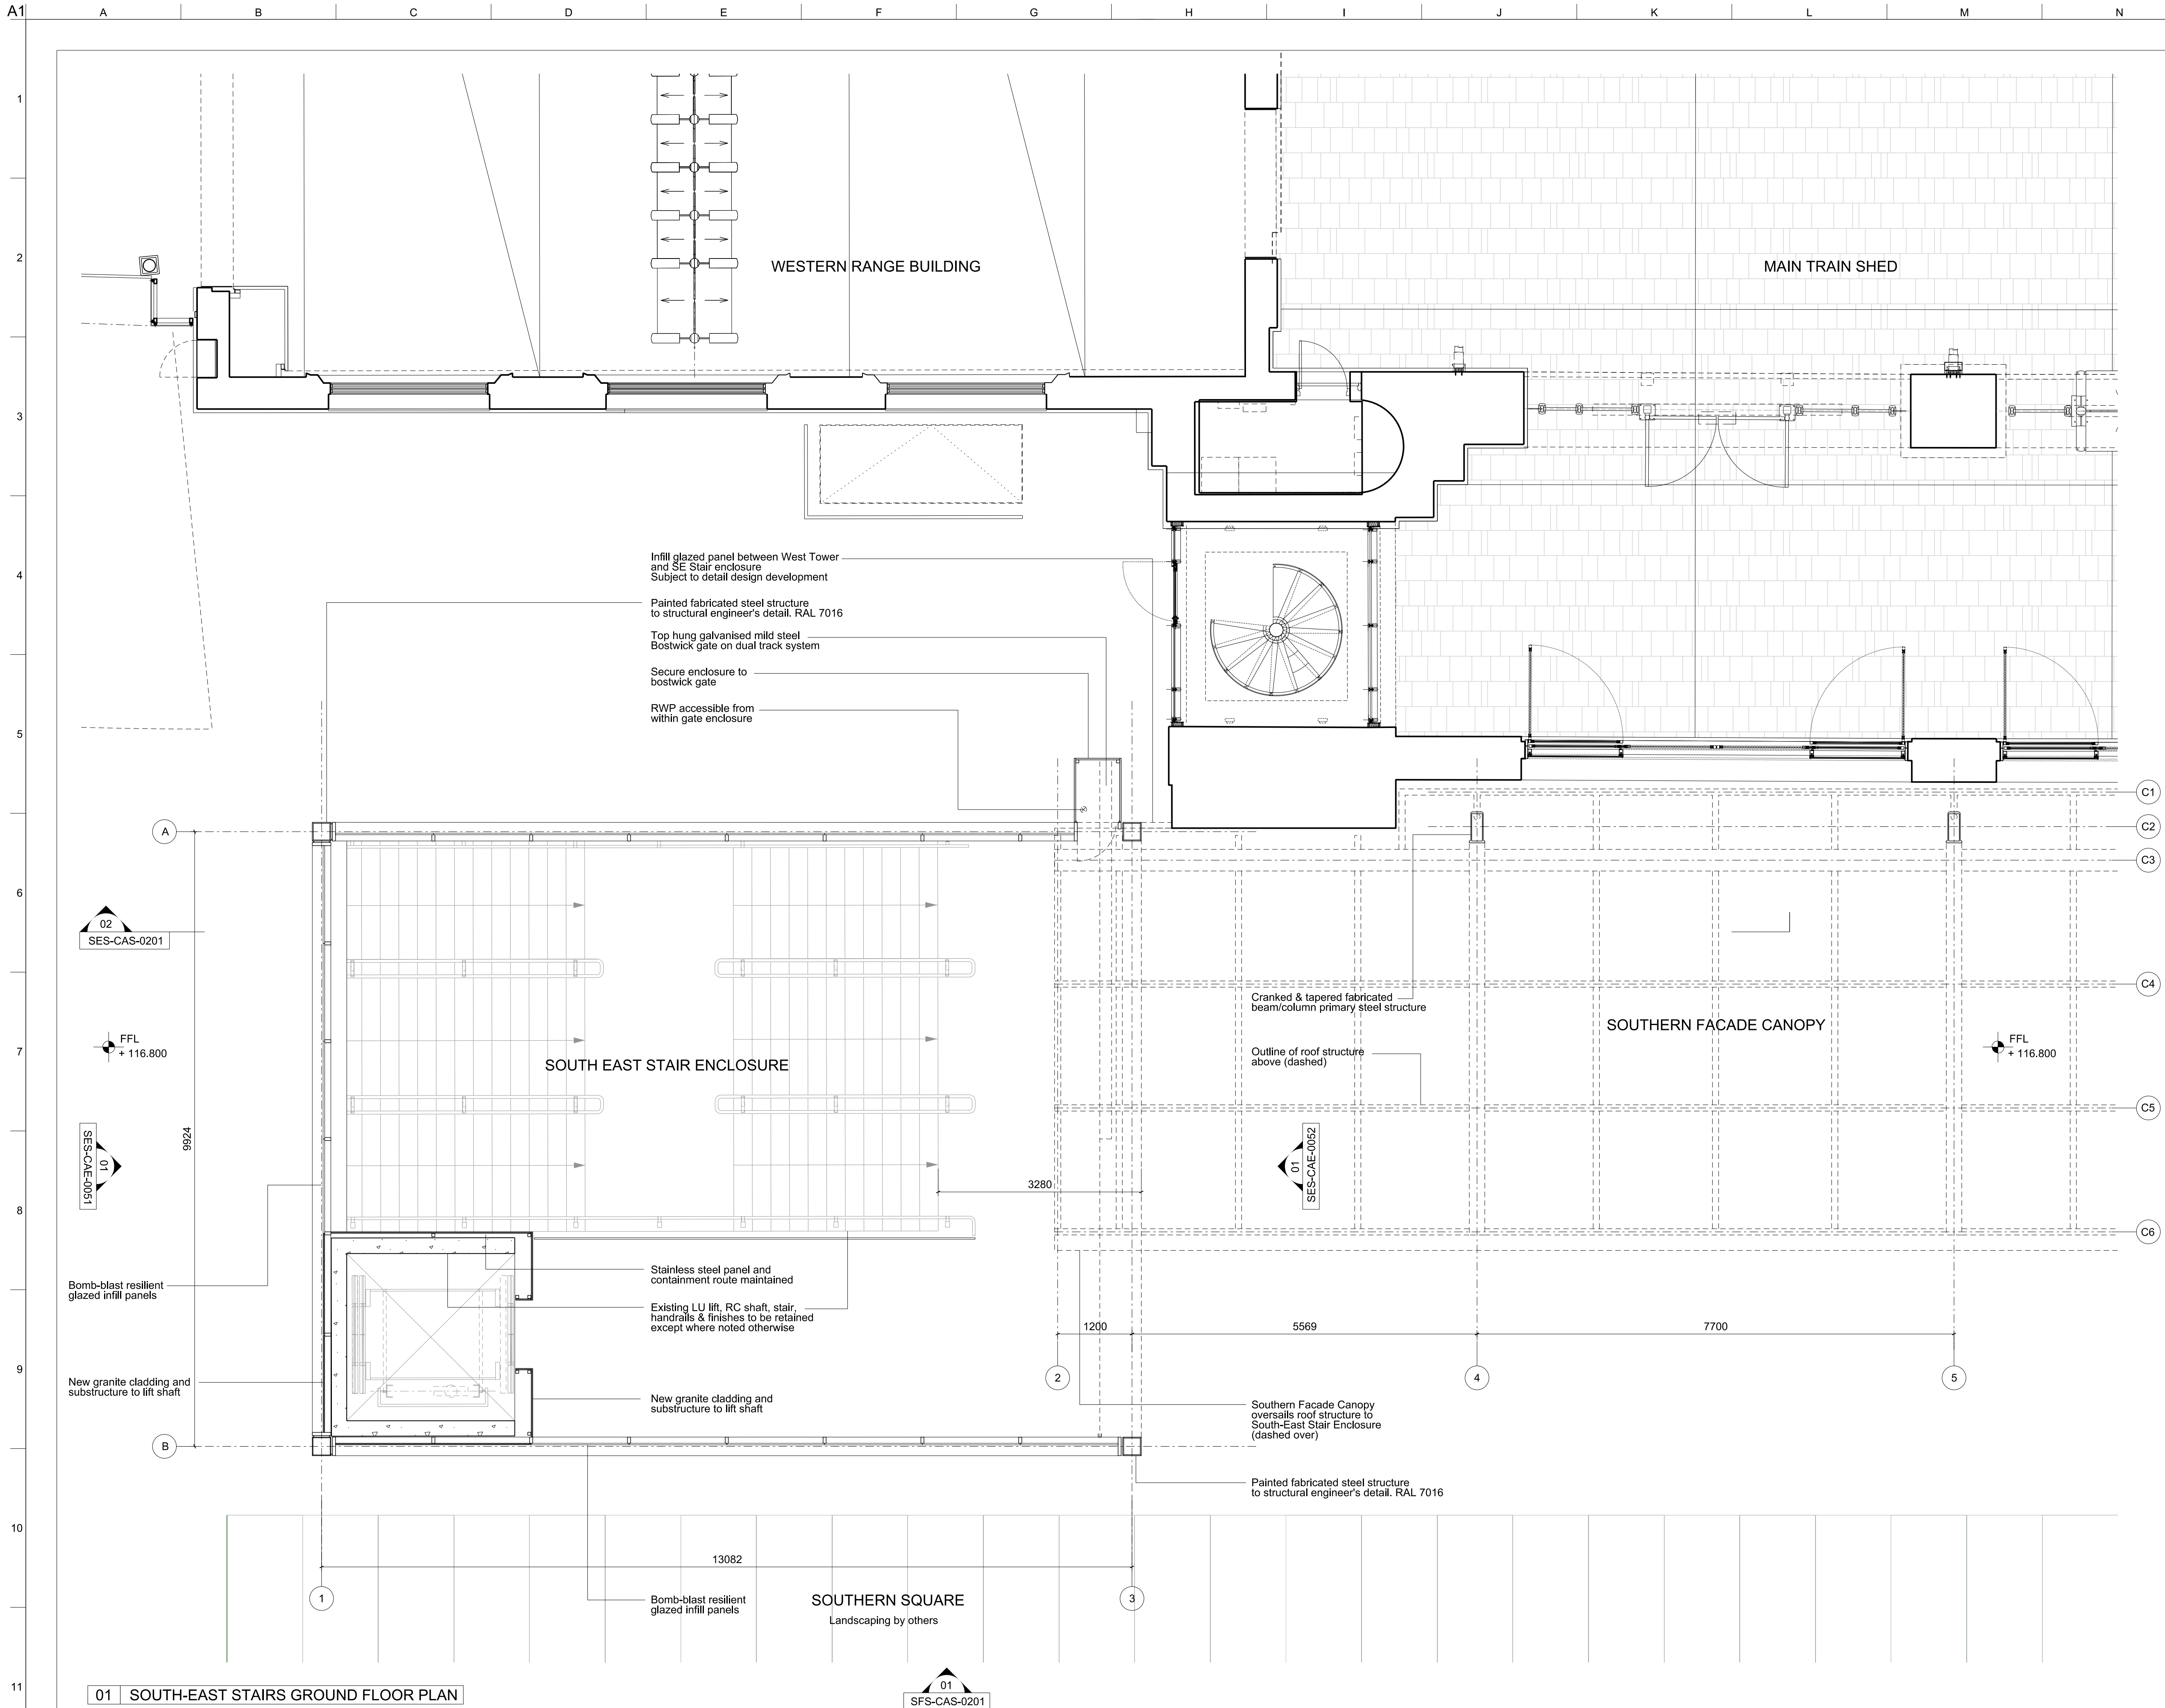 A1
A B C D E F G H I J K L M N
1
2
3
4
5
6
7
8
9
10
11
WESTERN RANGE BUILDING
MAIN TRAIN SHED
Infill glazed panel between West Tower
and SE Stair enclosure
Subject to detail design development
Painted fabricated steel structure
to structural engineer's detail. RAL 7016
Top hung galvanised mild steel
Bostwick gate on dual track system
Secure enclosure to
bostwick gate
RWP accessible from
within gate enclosure
C1
C2
C3
C4
C5
C6
A
B
02
SES-CAS-0201
FFL
+ 116.800
9924
01
SES-CAE-0051
SOUTH EAST STAIR ENCLOSURE
Cranked & tapered fabricated
beam/column primary steel structure
SOUTHERN FACADE CANOPY
FFL
+ 116.800
Outline of roof structure
above (dashed)
01
SES-CAE-0052
3280
Bomb-blast resilient
glazed infill panels
Stainless steel panel and
containment route maintained
Existing LU lift, RC shaft, stair,
handrails & finishes to be retained
except where noted otherwise
1200
5569
7700
2
4
5
New granite cladding and
substructure to lift shaft
New granite cladding and
substructure to lift shaft
Southern Facade Canopy
oversails roof structure to
South-East Stair Enclosure
(dashed over)
Painted fabricated steel structure
to structural engineer's detail. RAL 7016
13082
1
3
Bomb-blast resilient
glazed infill panels
SOUTHERN SQUARE
Landscaping by others
01 SOUTH-EAST STAIRS GROUND FLOOR PLAN
01
SFS-CAS-0201